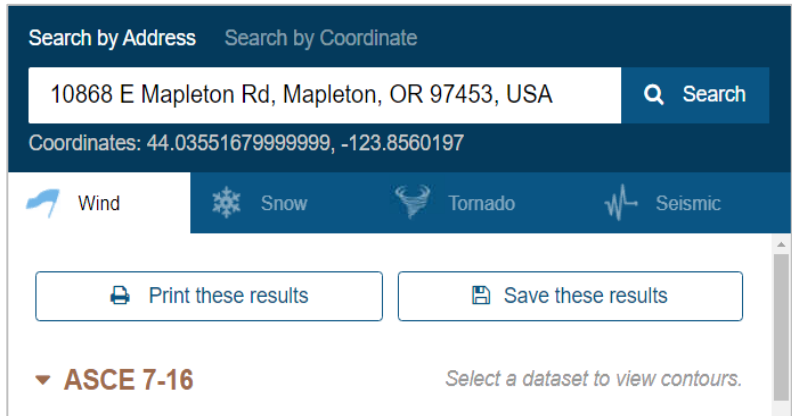 Search by Address Search by Coordinate
10868 E Mapleton Rd, Mapleton, OR 97453, USA Search
Coordinates: 44.03551679999999, -123.8560197
Wind Snow Tornado Seismic
Print these results Save these results
ASCE 7-16 Select a dataset to view contours.